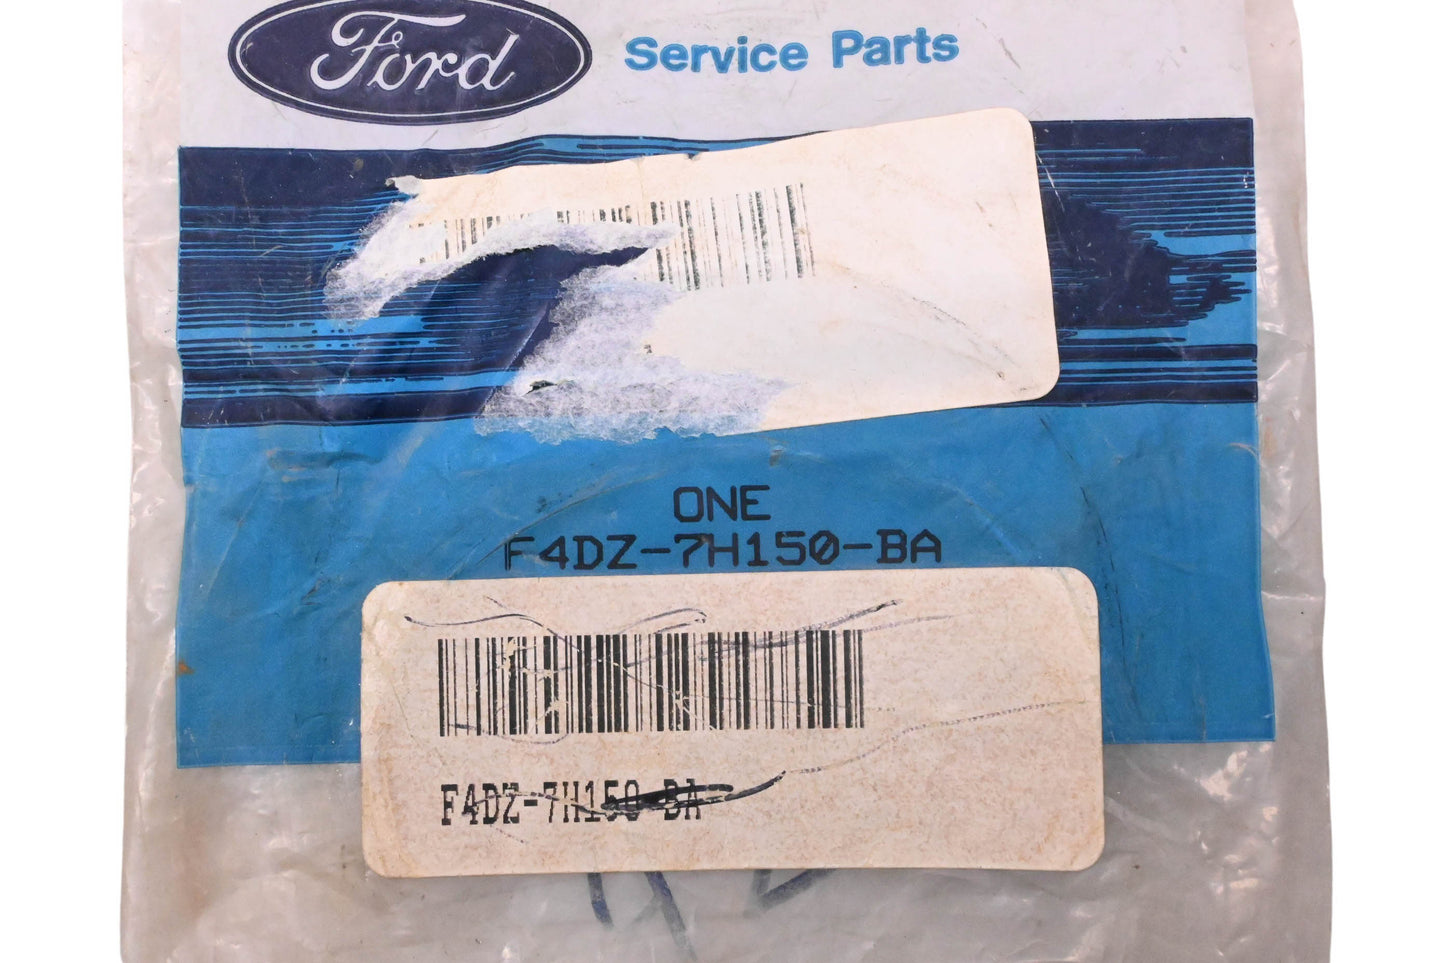 Ford
Service Parts
ONE
F4DZ-7H150-BA
F4DZ-7H150-BA